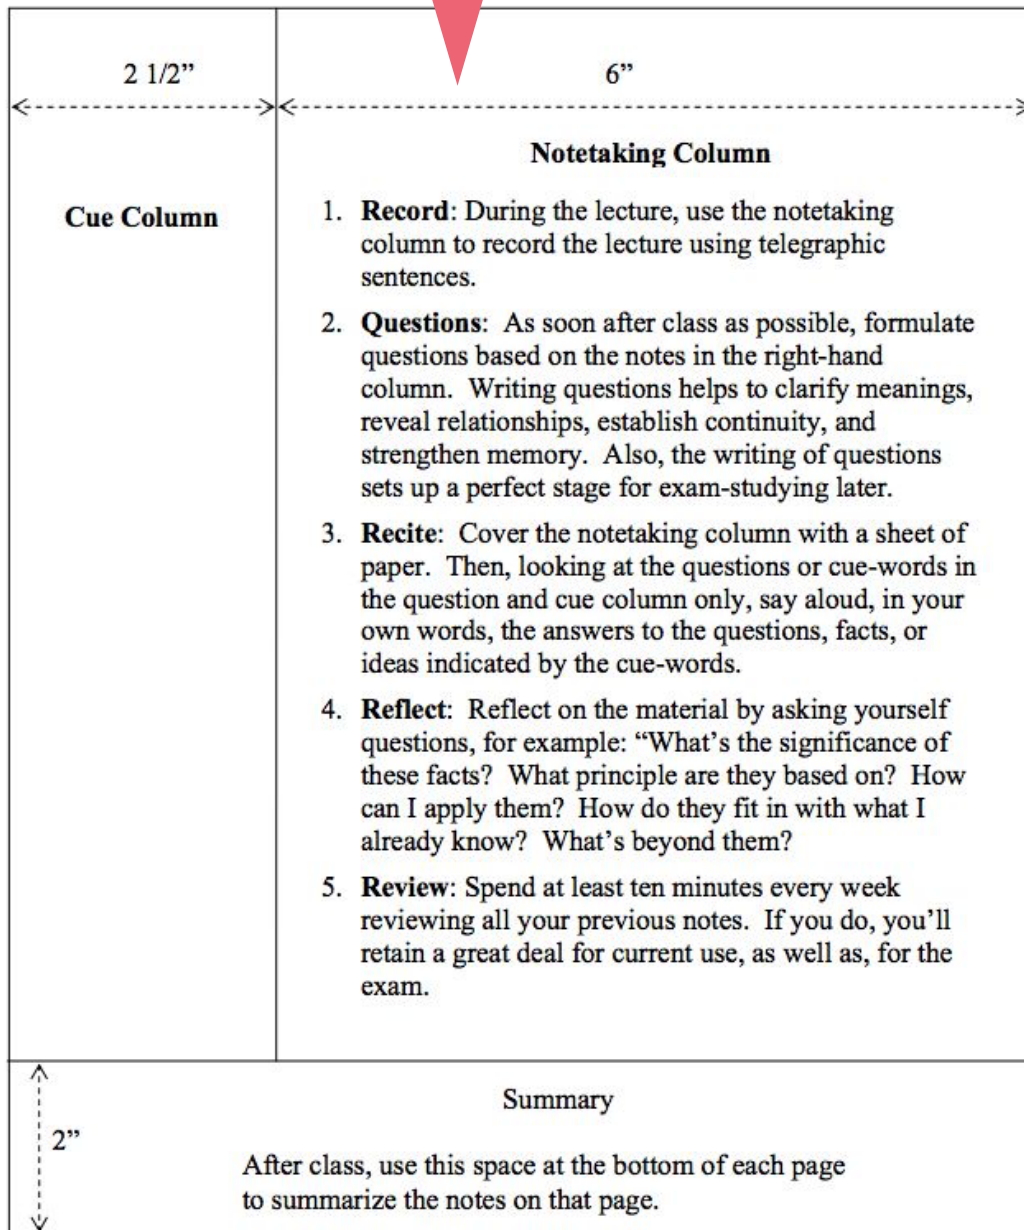 2 1/2”
6”
Cue Column
Notetaking Column
1. Record: During the lecture, use the notetaking
column to record the lecture using telegraphic
sentences.
2. Questions: As soon after class as possible, formulate
questions based on the notes in the right-hand
column. Writing questions helps to clarify meanings,
reveal relationships, establish continuity, and
strengthen memory. Also, the writing of questions
sets up a perfect stage for exam-studying later.
3. Recite: Cover the notetaking column with a sheet of
paper. Then, looking at the questions or cue-words in
the question and cue column only, say aloud, in your
own words, the answers to the questions, facts, or
ideas indicated by the cue-words.
4. Reflect: Reflect on the material by asking yourself
questions, for example: “What’s the significance of
these facts? What principle are they based on? How
can I apply them? How do they fit in with what I
already know? What’s beyond them?
5. Review: Spend at least ten minutes every week
reviewing all your previous notes. If you do, you’ll
retain a great deal for current use, as well as, for the
exam.
2”
Summary
After class, use this space at the bottom of each page
to summarize the notes on that page.